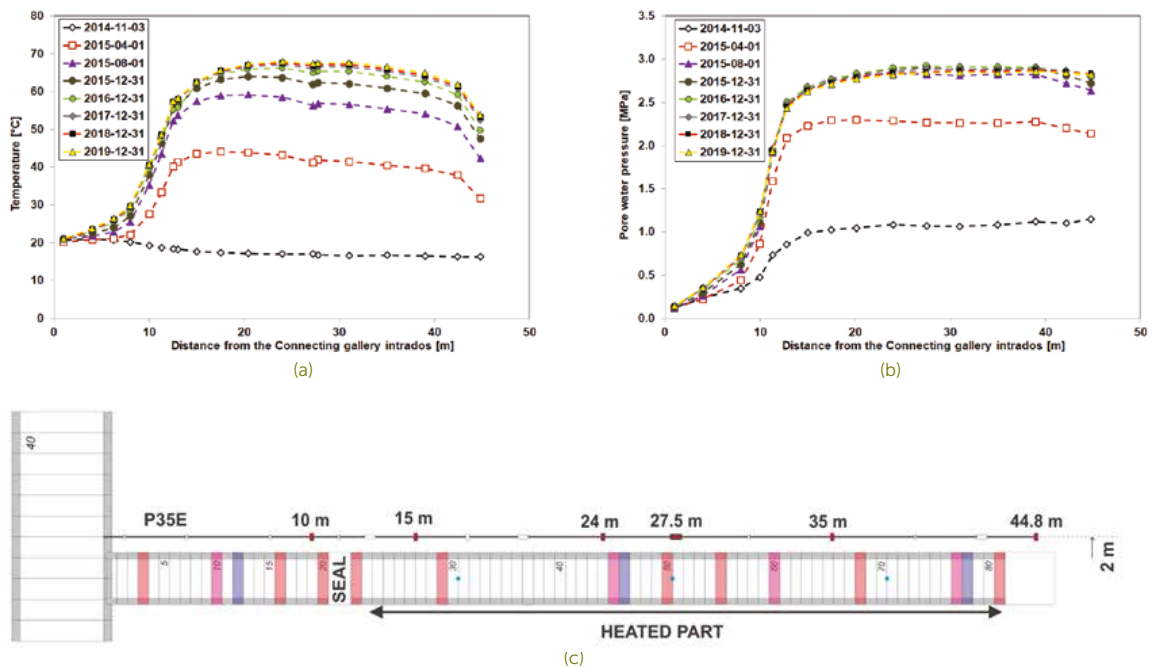 80
70
60
50
40
30
20
10
0
Temperature [°C]
2014-11-03
2015-04-01
2015-08-01
2015-12-31
2016-12-31
2017-12-31
2018-12-31
2019-12-31
0 10 20 30 40 50
Distance from the Connecting gallery intrados [m]
(a)
3.5
3.0
2.5
2.0
1.5
1.0
0.5
0.0
Pore water pressure [MPa]
2014-11-03
2015-04-01
2015-08-01
2015-12-31
2016-12-31
2017-12-31
2018-12-31
2019-12-31
0 10 20 30 40 50
Distance from the Connecting gallery intrados [m]
(b)
40
P35E 10 m 15 m 24 m 27.5 m 35 m 44.8 m
2 m
5 10 15 20 SEAL 30 40 50 60 70 80
HEATED PART
(c)